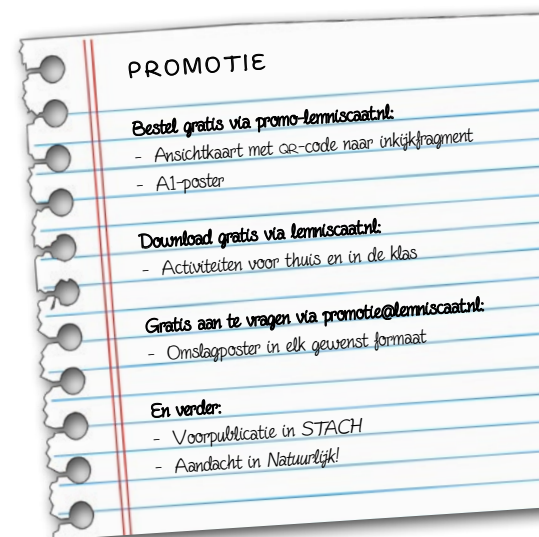 PROMOTIE
Bestel gratis via promo-lemniscaat.nl:
- Ansichtkaart met QR-code naar inkijkfragment
- A1-poster
Download gratis via lemniscaat.nl:
- Activiteiten voor thuis en in de klas
Gratis aan te vragen via promotie@lemniscaat.nl:
- Omslagposter in elk gewenst formaat
En verder:
- Voorpublicatie in STACH
- Aandacht in Natuurlijk!